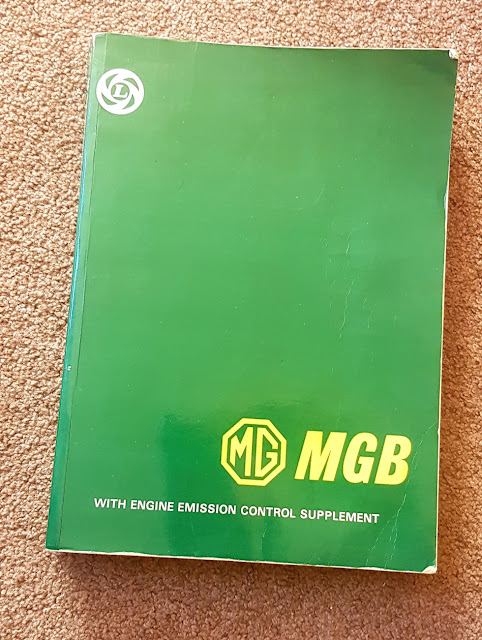 L
MG MGB
WITH ENGINE EMISSION CONTROL SUPPLEMENT